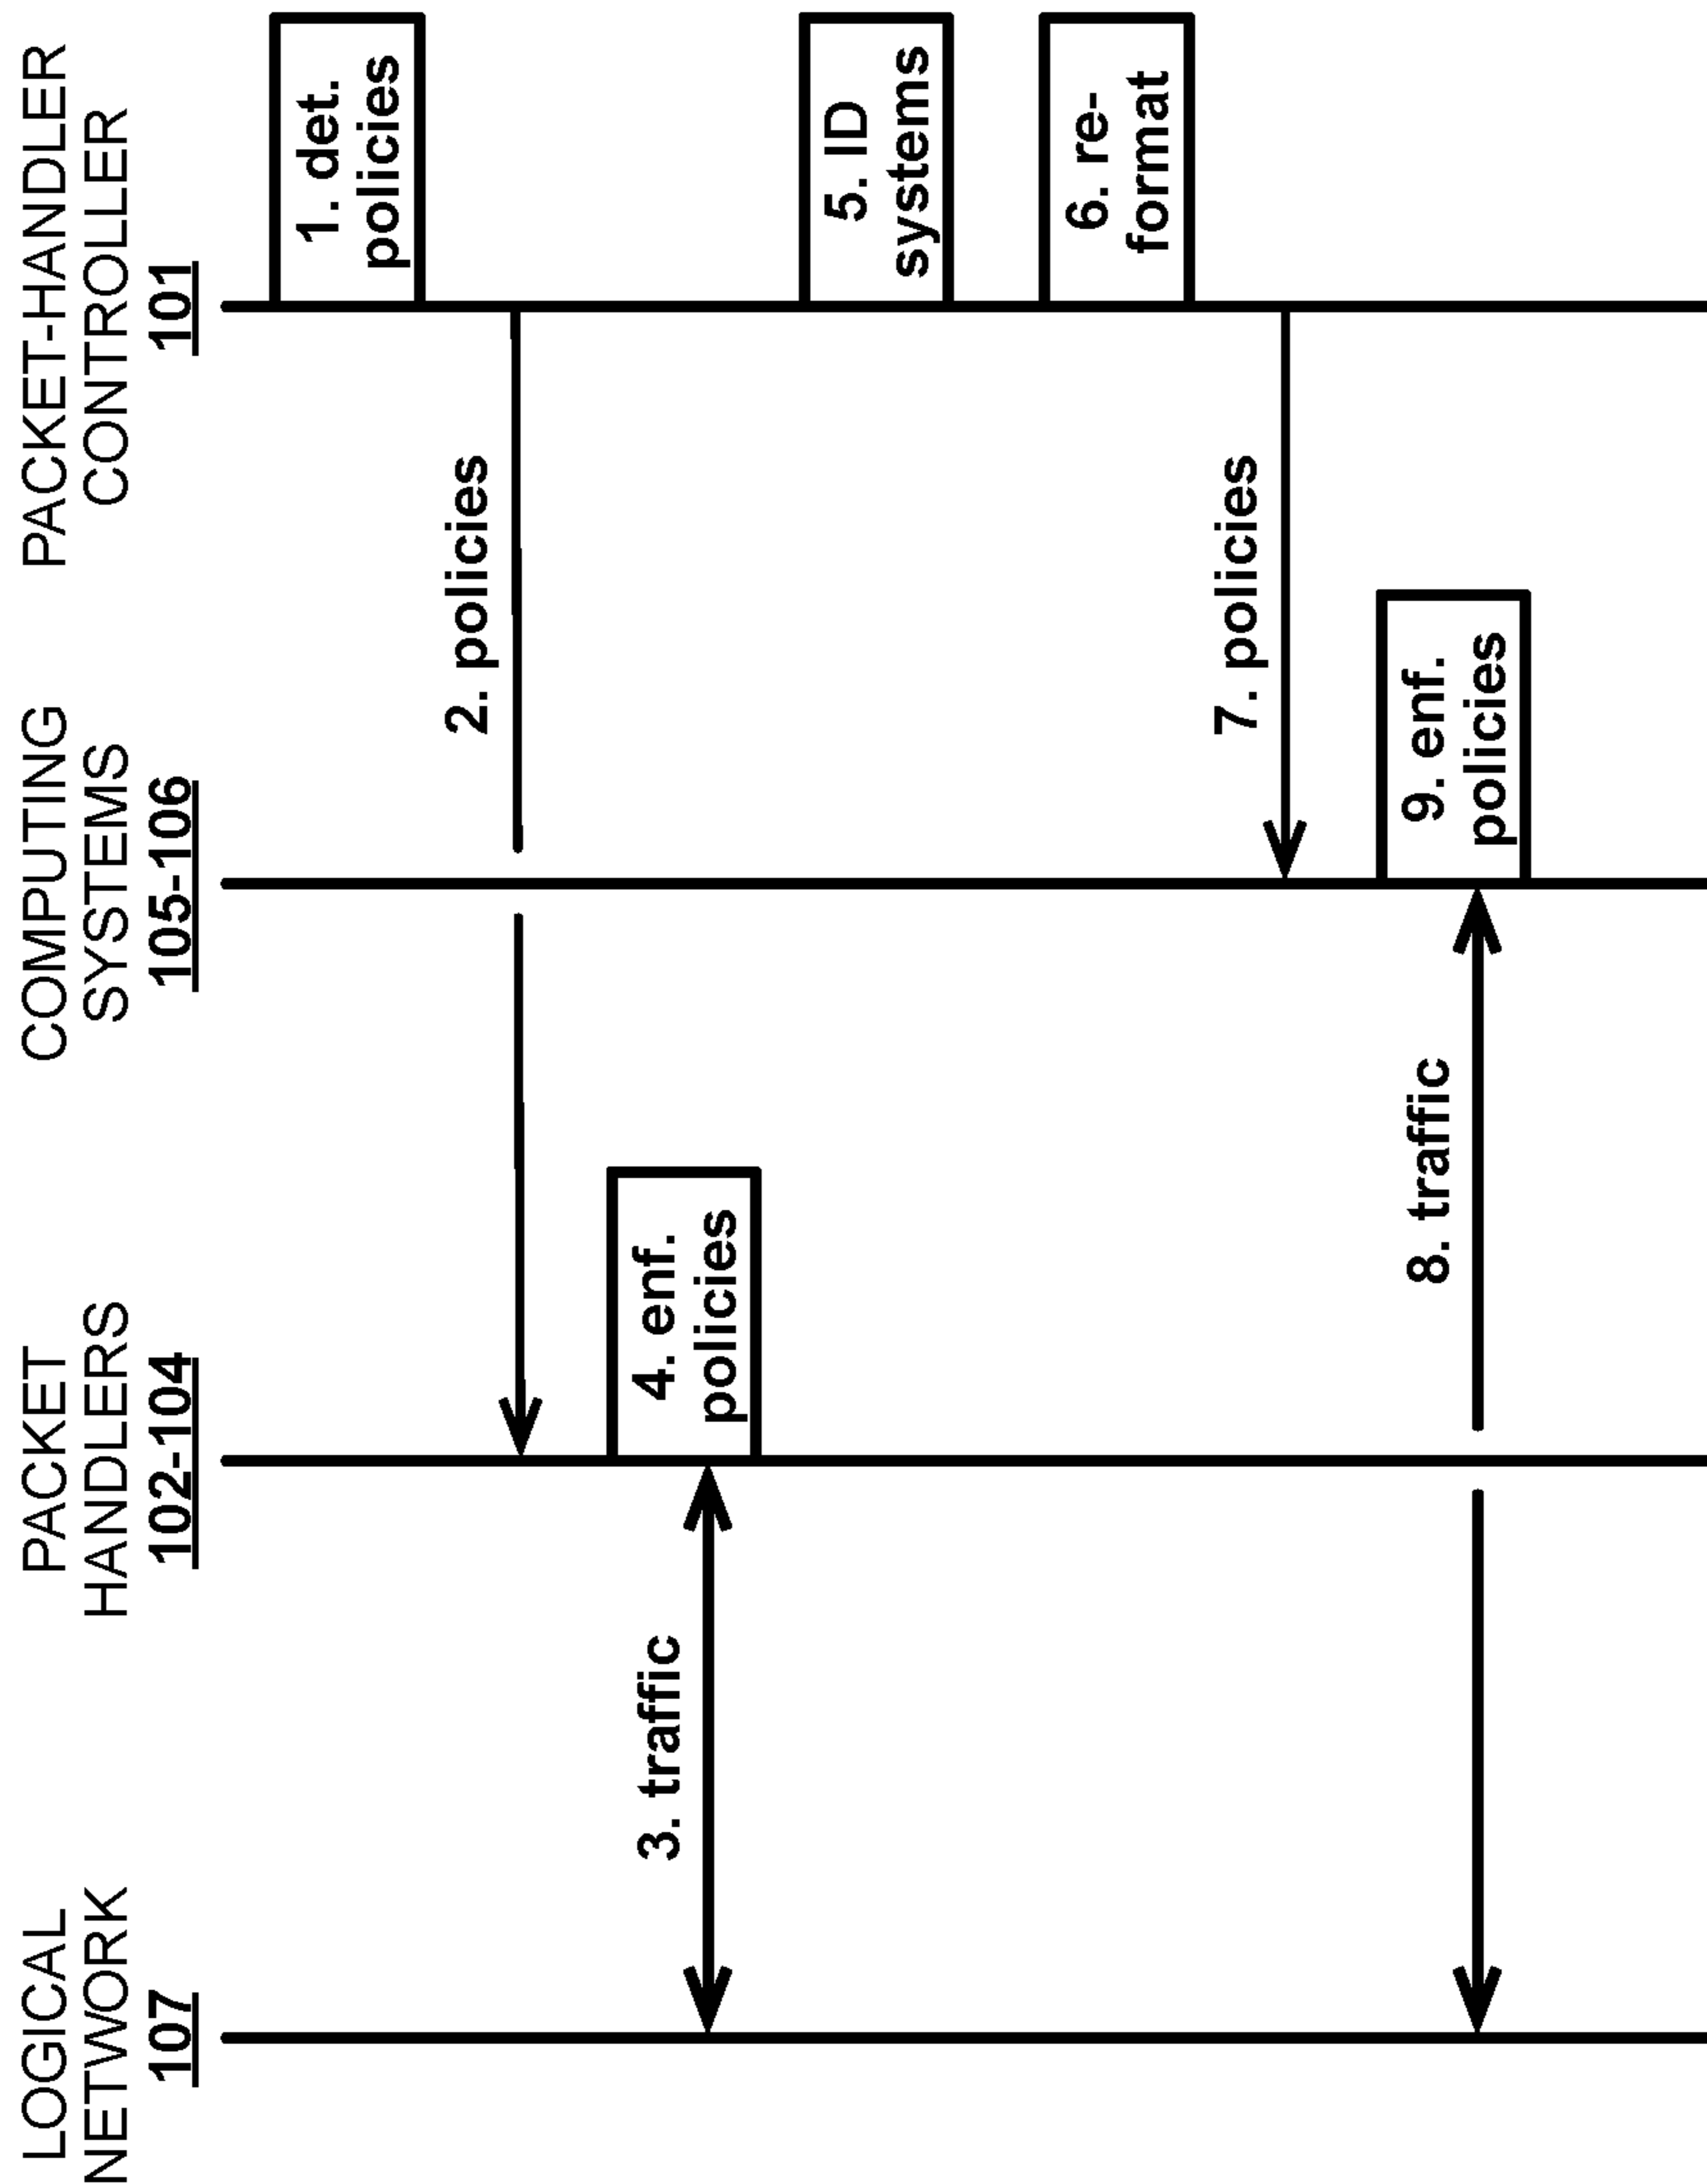 LOGICAL
NETWORK
107
PACKET
HANDLERS
102-104
COMPUTING
SYSTEMS
105-106
PACKET-HANDLER
CONTROLLER
101
1. det.
policies
2. policies
3. traffic
4. enf.
policies
5. ID
systems
6. re-
format
7. policies
8. traffic
9. enf.
policies